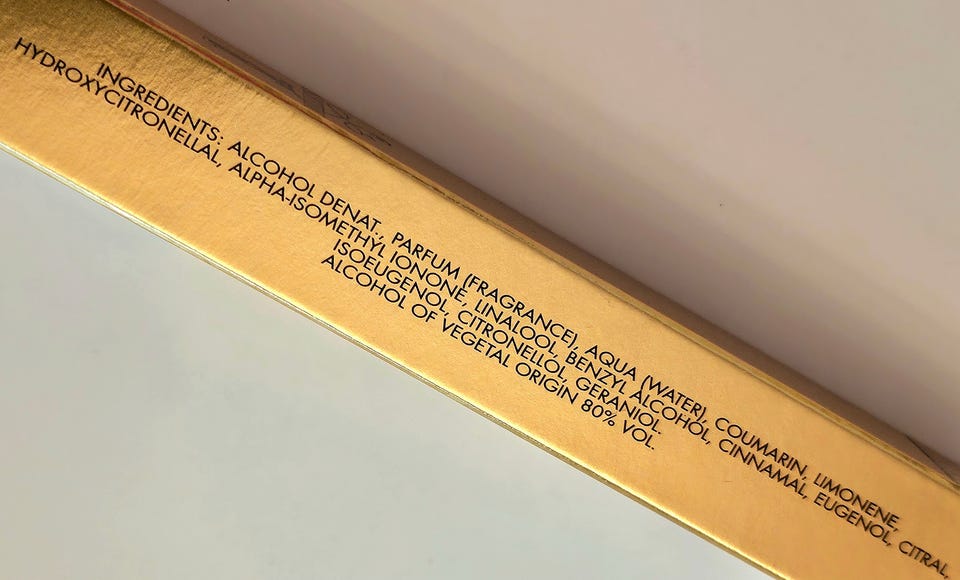 INGREDIENTS: ALCOHOL DENAT., PARFUM (FRAGRANCE), AQUA (WATER), COUMARIN, LIMONENE,
HYDROXYCITRONELLAL, ALPHA-ISOMETHYL IONONE, LINALOOL, BENZYL ALCOHOL, CINNAMAL, EUGENOL, CITRAL,
ISOEUGENOL, CITRONELLOL, GERANIOL.
ALCOHOL OF VEGETAL ORIGIN 80% VOL.